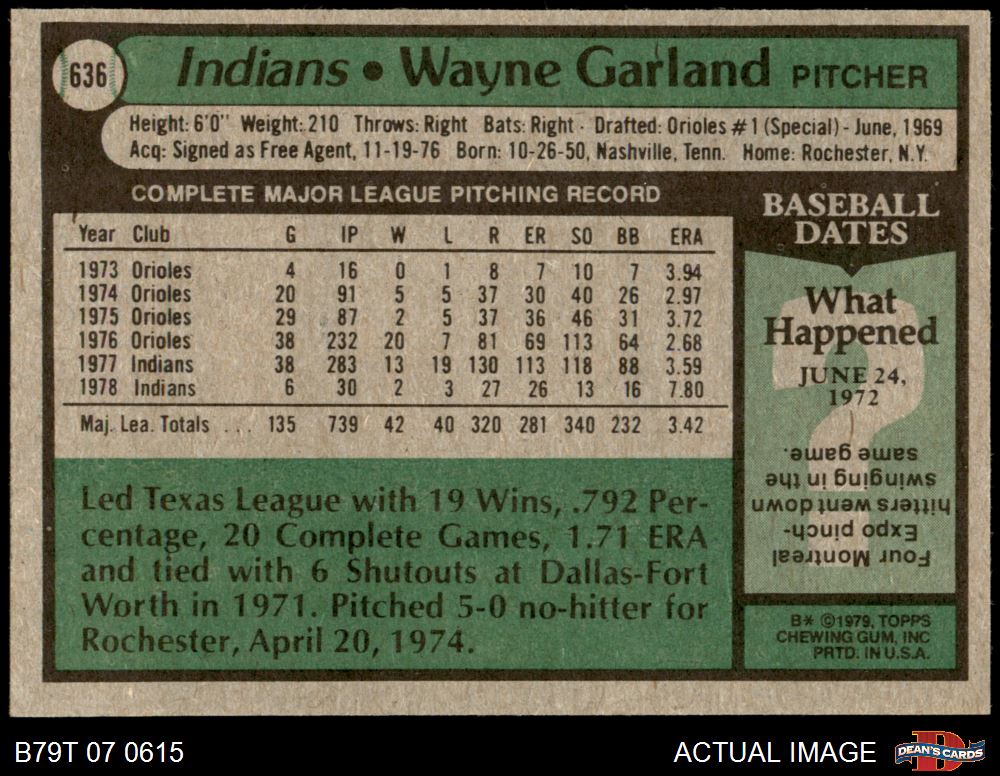 636
Indians • Wayne Garland PITCHER
Height: 6'0" Weight: 210 Throws: Right Bats: Right · Drafted: Orioles #1 (Special) - June, 1969
Acq: Signed as Free Agent, 11-19-76 Born: 10-26-50, Nashville, Tenn. Home: Rochester, N.Y.
COMPLETE MAJOR LEAGUE PITCHING RECORD
Year Club G IP W L R ER SO BB ERA
1973 Orioles 4 16 0 1 8 7 10 7 3.94
1974 Orioles 20 91 5 5 37 30 40 26 2.97
1975 Orioles 29 87 2 5 37 36 46 31 3.72
1976 Orioles 38 232 20 7 81 69 113 64 2.68
1977 Indians 38 283 13 19 130 113 118 88 3.59
1978 Indians 6 30 2 3 27 26 13 16 7.80
Maj. Lea. Totals . . . 135 739 42 40 320 281 340 232 3.42
Led Texas League with 19 Wins, .792 Per-
centage, 20 Complete Games, 1.71 ERA
and tied with 6 Shutouts at Dallas-Fort
Worth in 1971. Pitched 5-0 no-hitter for
Rochester, April 20, 1974.
BASEBALL
DATES
What
Happened
JUNE 24,
1972
?
Four Montreal
Expo pinch-
hitters went down
swinging in the
same game.
B* ©1979, TOPPS
CHEWING GUM, INC
PRTD. IN U.S.A.
B79T 07 0615
ACTUAL IMAGE
DEAN'S CARDS